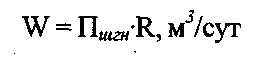 W = Пшгн·R, м³/сут